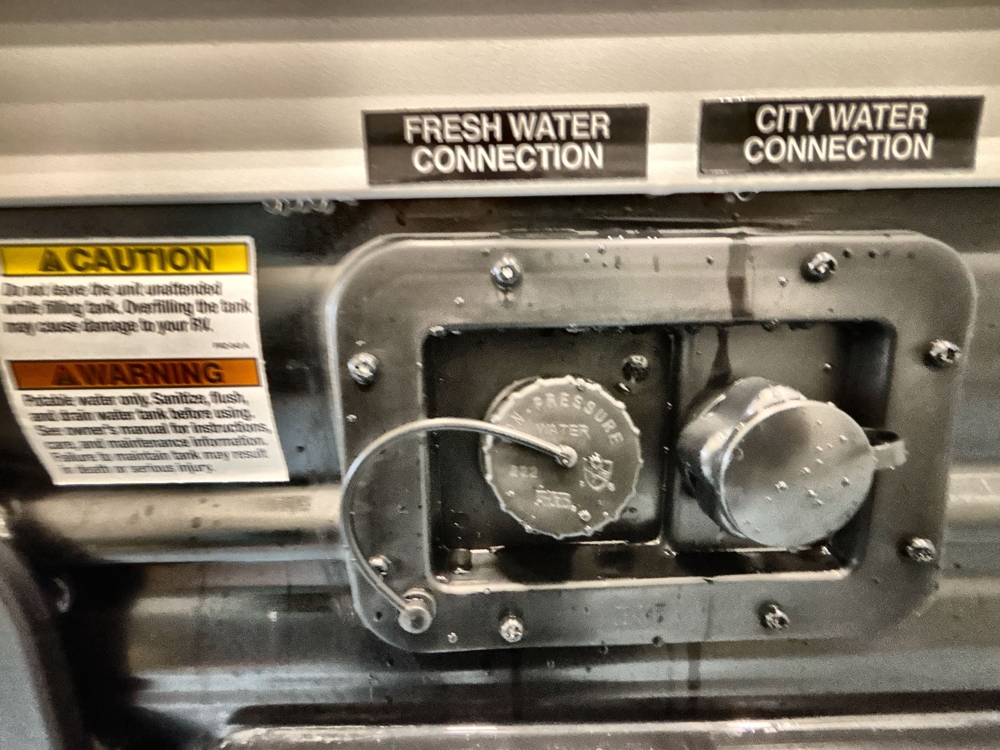 FRESH WATER
CONNECTION
CITY WATER
CONNECTION
CAUTION
Do not leave the unit unattended
while filling tank. Overfilling the tank
may cause damage to your RV.
WARNING
Potable water only. Sanitize, flush,
and drain water tank before using.
See owner's manual for instructions,
care, and maintenance information.
Failure to maintain tank may result
in death or serious injury.
N-PRESSURE
WATER